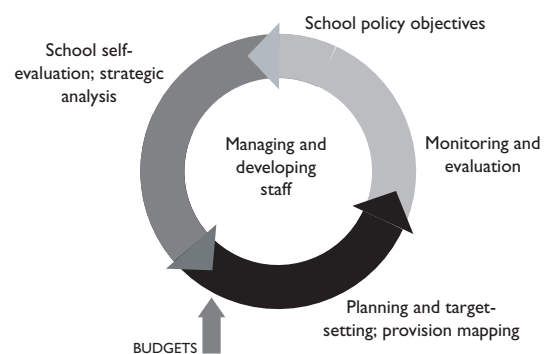 School policy objectives
School self-
evaluation; strategic
analysis
Managing and
developing
staff
Monitoring and
evaluation
Planning and target-
setting; provision mapping
BUDGETS